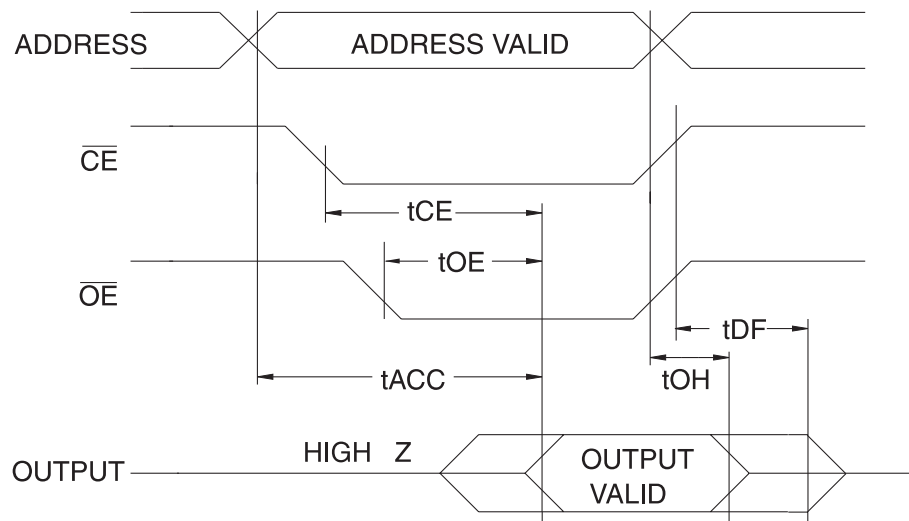 ADDRESS
ADDRESS VALID
CE
tCE
OE
tOE
tDF
tACC
tOH
HIGH Z
OUTPUT
OUTPUT
VALID